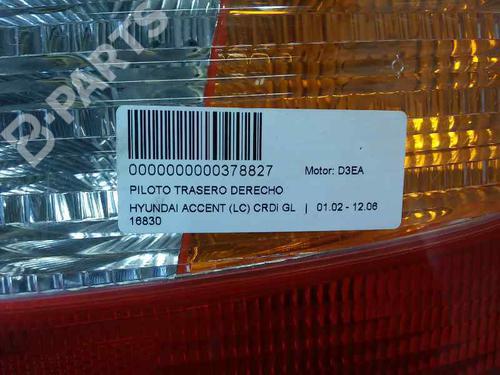 D-PARTS
0000000000378827 Motor: D3EA
PILOTO TRASERO DERECHO
HYUNDAI ACCENT (LC) CRDi GL | 01.02 - 12.06
16830